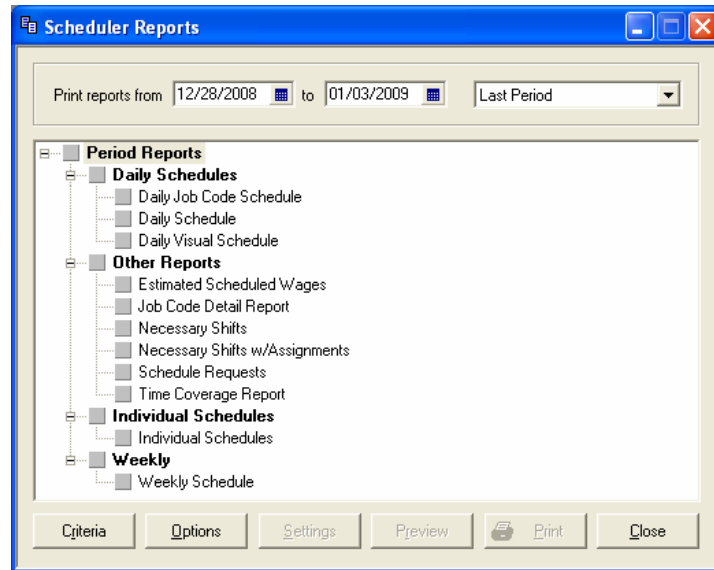 Scheduler Reports
Print reports from 12/28/2008 to 01/03/2009 Last Period
Period Reports
Daily Schedules
Daily Job Code Schedule
Daily Schedule
Daily Visual Schedule
Other Reports
Estimated Scheduled Wages
Job Code Detail Report
Necessary Shifts
Necessary Shifts w/Assignments
Schedule Requests
Time Coverage Report
Individual Schedules
Individual Schedules
Weekly
Weekly Schedule
Criteria Options Settings Preview Print Close